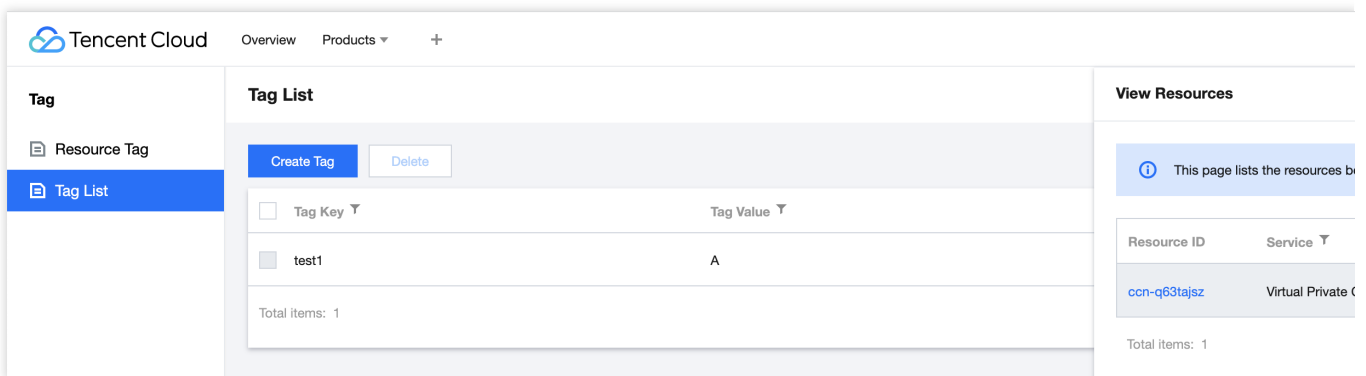 Tencent Cloud
Overview
Products
+
Tag
Resource Tag
Tag List
Tag List
Create Tag
Delete
Tag Key
Tag Value
test1
A
Total items: 1
View Resources
This page lists the resources b
Resource ID
Service
ccn-q63tajsz
Virtual Private
Total items: 1